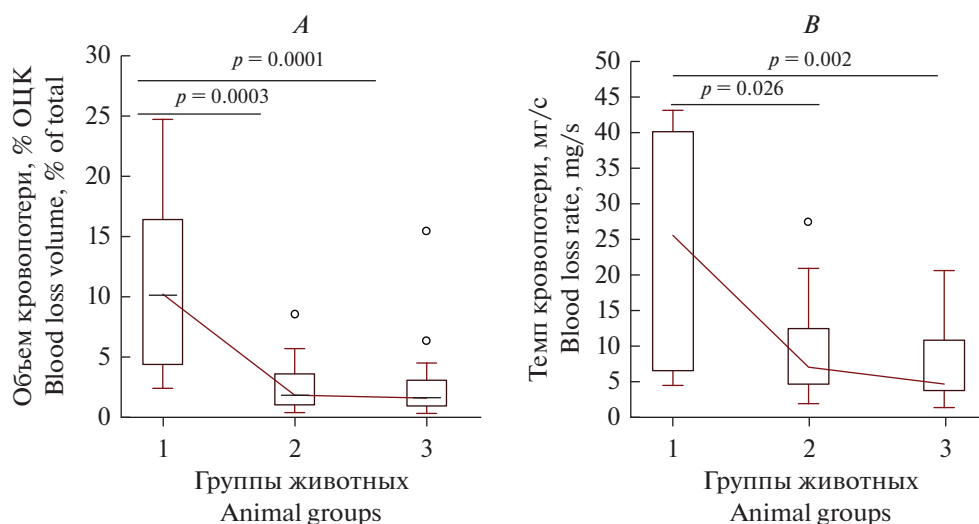 A
Объем кровопотери, % ОЦК
Blood loss volume, % of total
30
25
20
15
10
5
0
p = 0.0001
p = 0.0003
1 2 3
Группы животных
Animal groups
B
Темп кровопотери, мг/с
Blood loss rate, mg/s
50
45
40
35
30
25
20
15
10
5
0
p = 0.002
p = 0.026
1 2 3
Группы животных
Animal groups